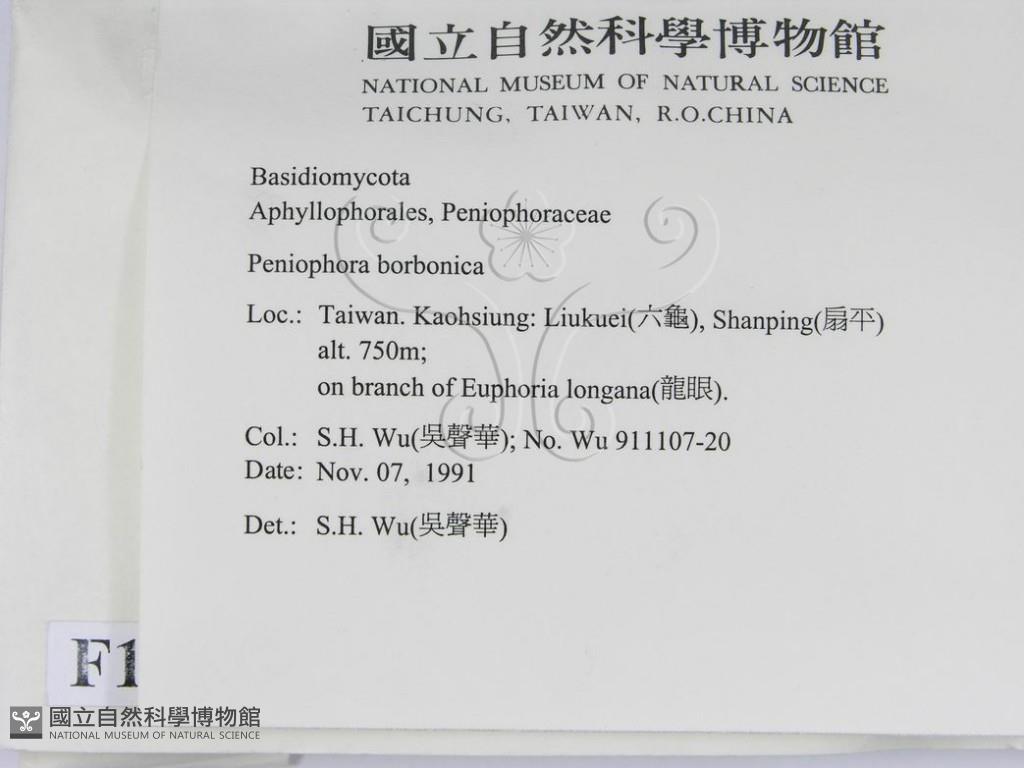 國立自然科學博物館
NATIONAL MUSEUM OF NATURAL SCIENCE
TAICHUNG, TAIWAN, R.O.CHINA
Basidiomycota
Aphyllophorales, Peniophoraceae
Peniophora borbonica
Loc.: Taiwan. Kaohsiung: Liukuei(六龜), Shanping(扇平)
alt. 750m;
on branch of Euphoria longana(龍眼).
Col.: S.H. Wu(吳聲華); No. Wu 911107-20
Date: Nov. 07, 1991
Det.: S.H. Wu(吳聲華)
F1
國立自然科學博物館
NATIONAL MUSEUM OF NATURAL SCIENCE